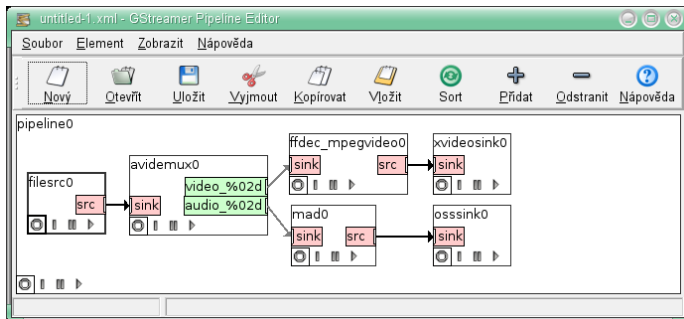 untitled-1.xml - GStreamer Pipeline Editor
Soubor Element Zobrazit Nápověda
Nový Otevřít Uložit Vyjmout Kopírovat Vložit Sort Přidat Odstranit Nápověda
pipeline0
filesrc0
src
avidemux0
sink
video_%02d
audio_%02d
ffdec_mpegvideo0
sink src
xvideosink0
sink
mad0
sink src
osssink0
sink